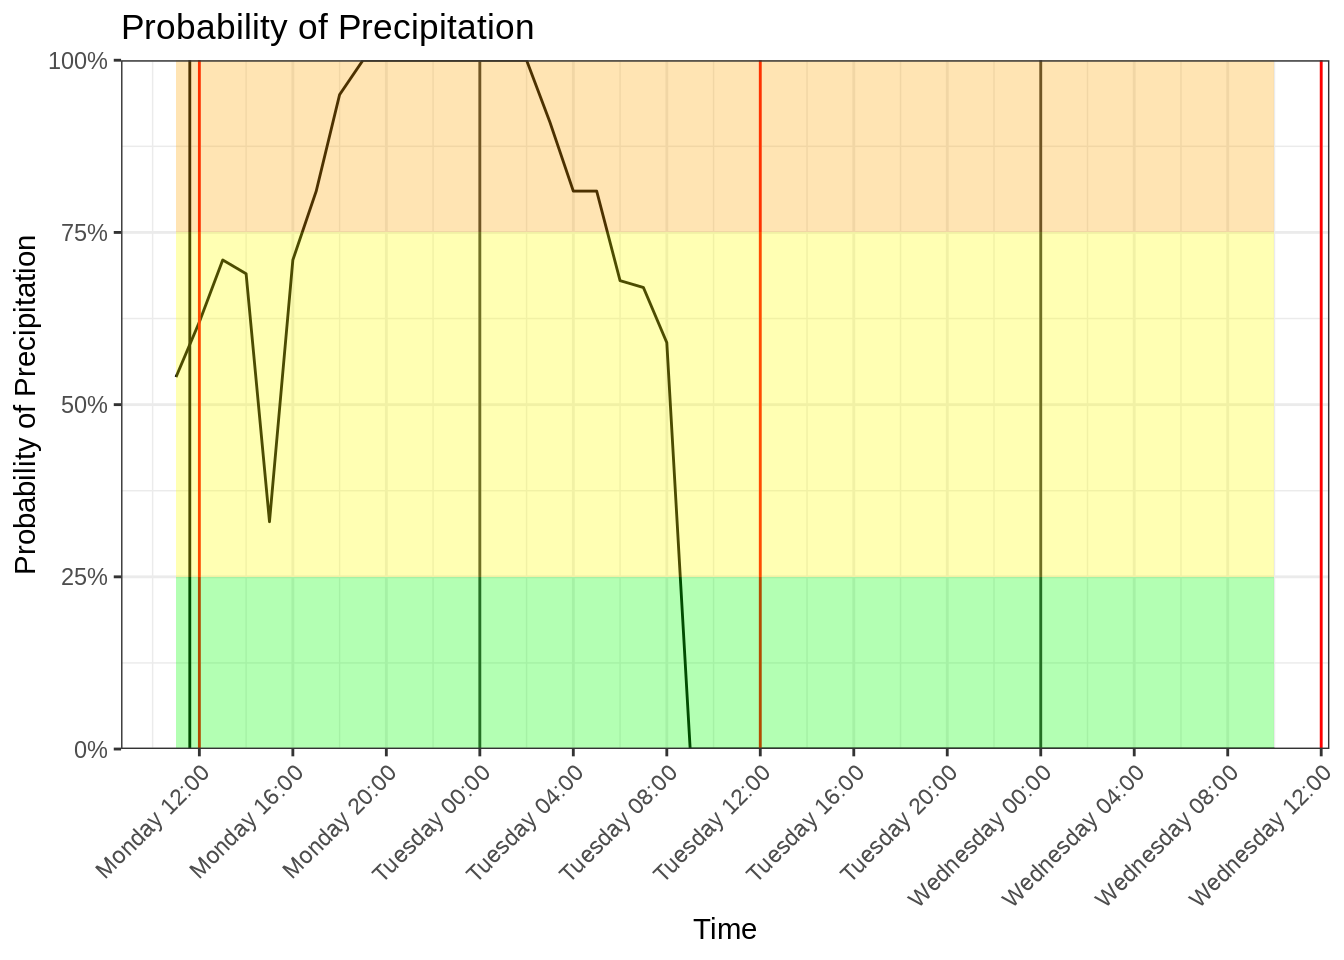 Probability of Precipitation
Probability of Precipitation
100%
75%
50%
25%
0%
Monday 12:00
Monday 16:00
Monday 20:00
Tuesday 00:00
Tuesday 04:00
Tuesday 08:00
Tuesday 12:00
Tuesday 16:00
Tuesday 20:00
Wednesday 00:00
Wednesday 04:00
Wednesday 08:00
Wednesday 12:00
Time